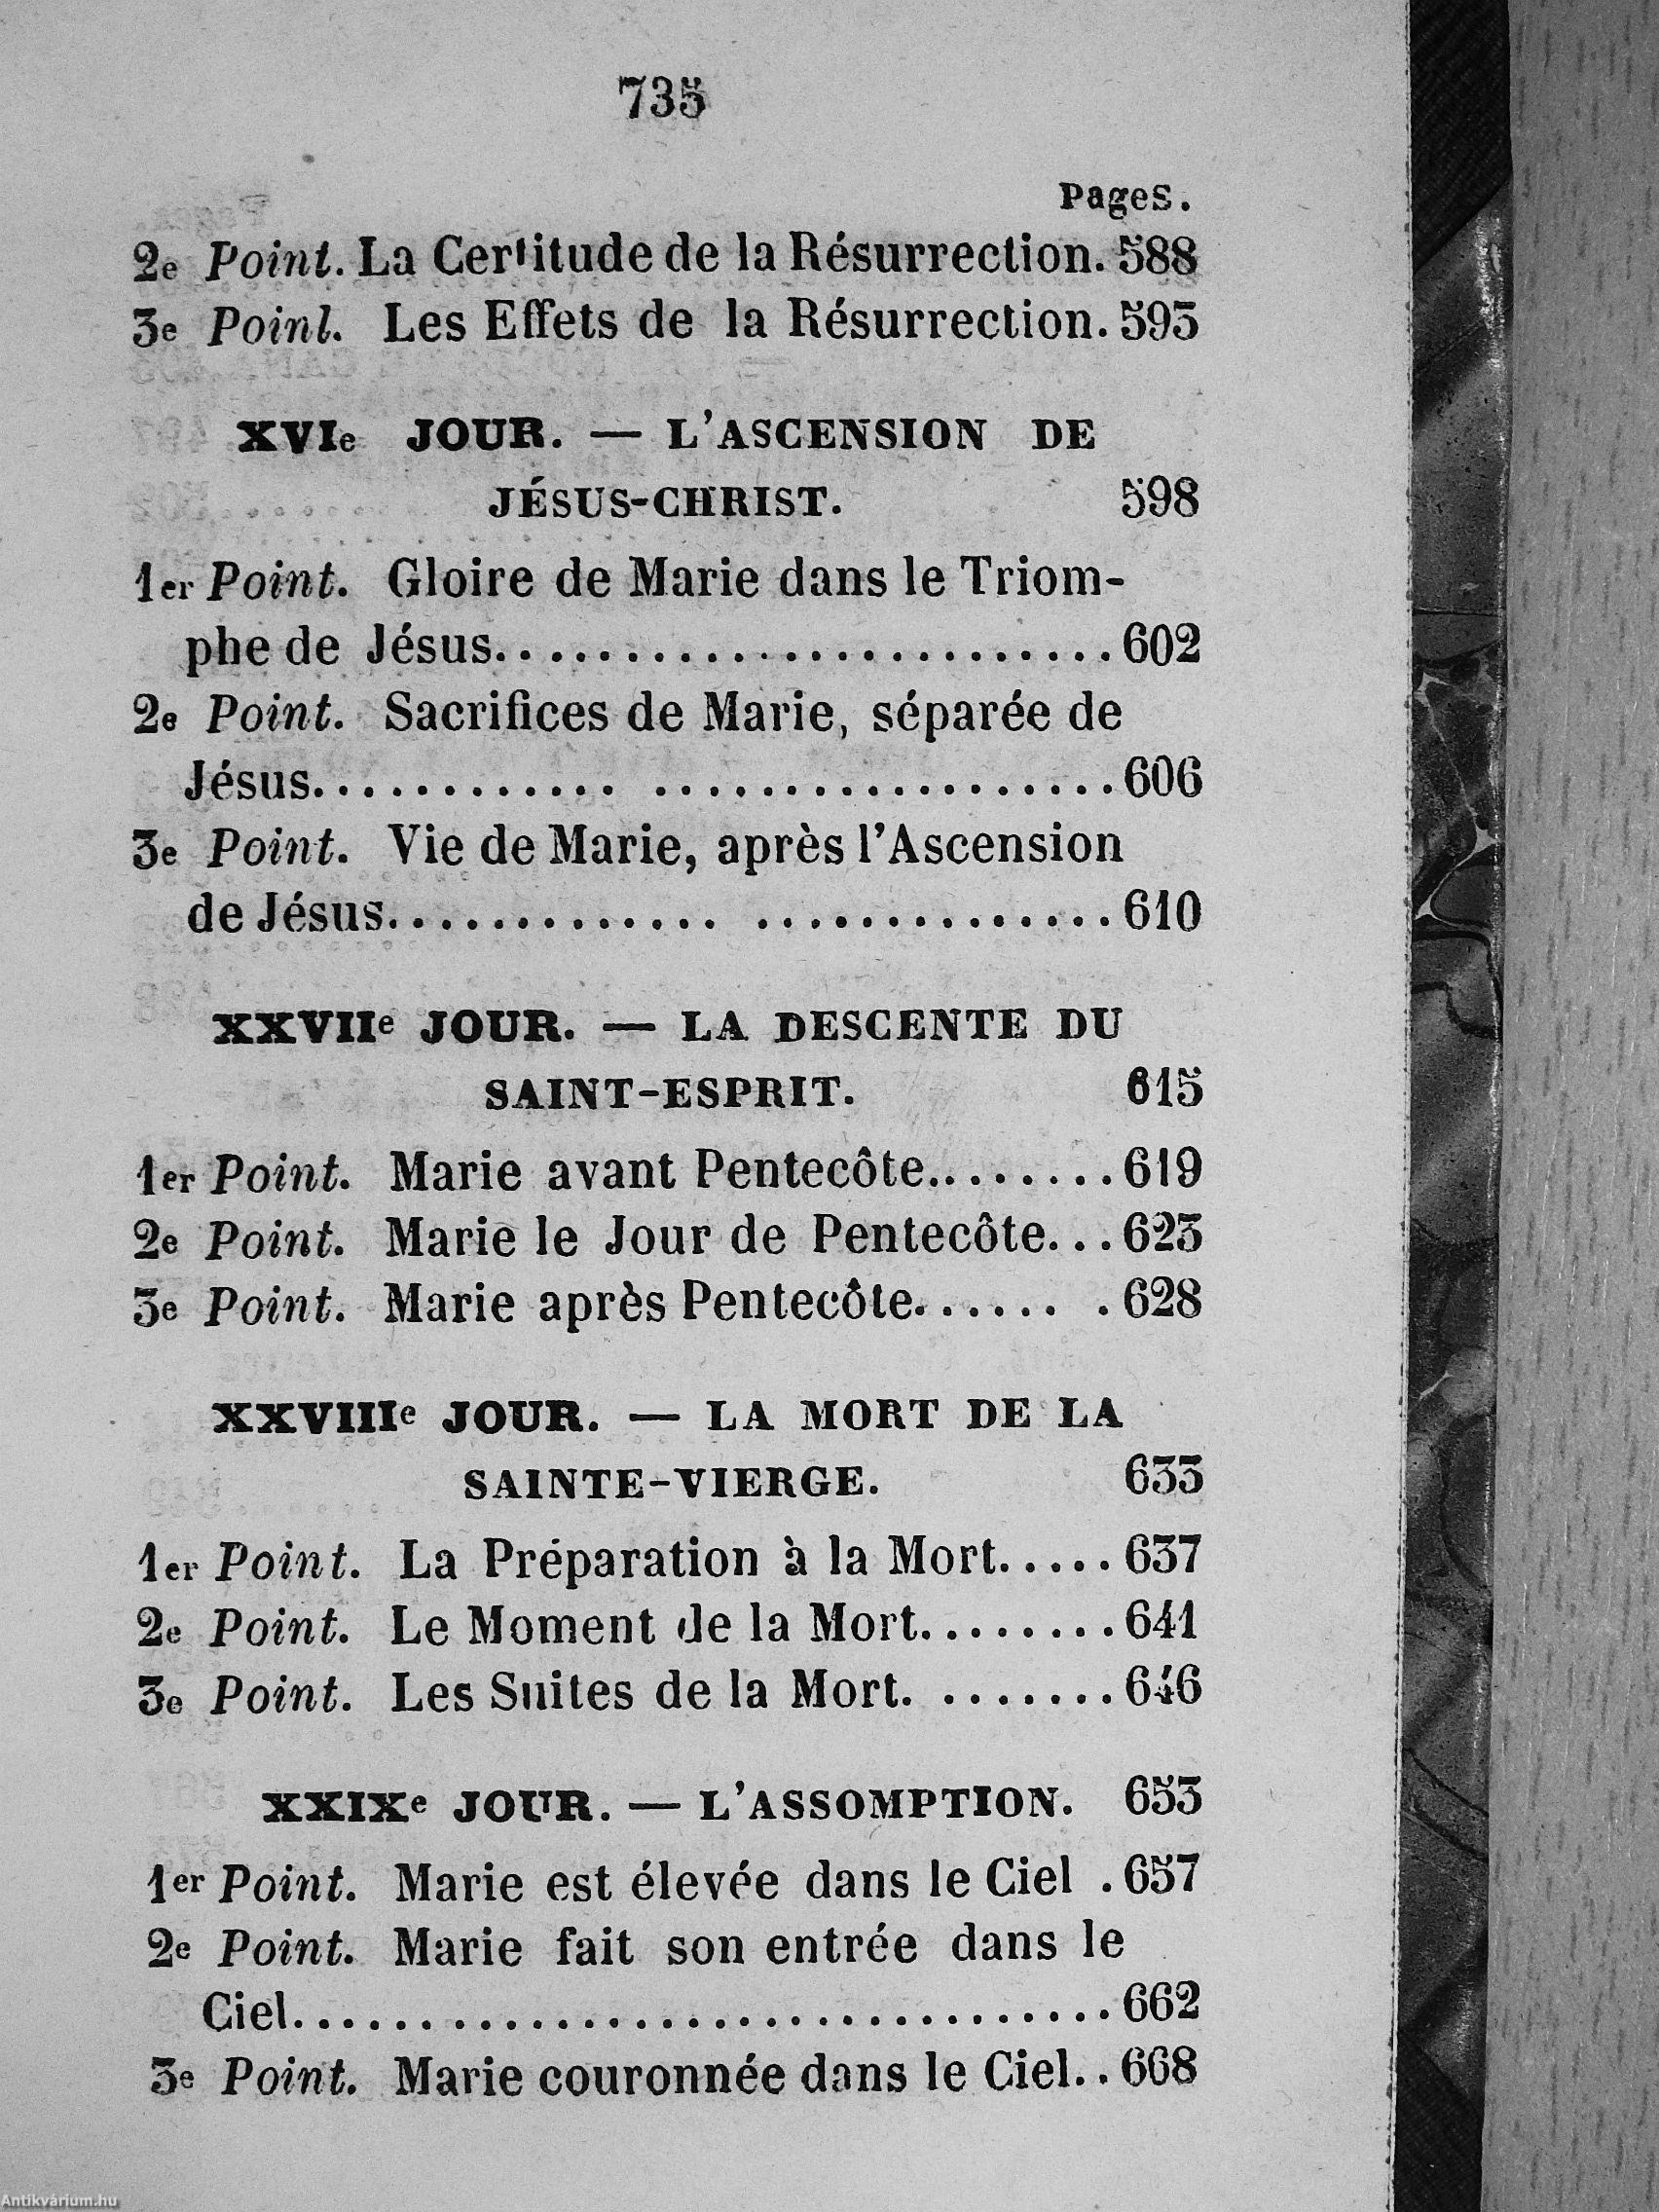 735
Pages.
2e Point. La Certitude de la Résurrection. 588
3e Point. Les Effets de la Résurrection. 593
XVIe JOUR. — L'ASCENSION DE
JÉSUS-CHRIST. 598
1er Point. Gloire de Marie dans le Triom-
phe de Jésus........................602
2e Point. Sacrifices de Marie, séparée de
Jésus............ ..................606
3e Point. Vie de Marie, après l'Ascension
de Jésus............. ..............610
XXVIIe JOUR. — LA DESCENTE DU
SAINT-ESPRIT. 615
1er Point. Marie avant Pentecôte........619
2e Point. Marie le Jour de Pentecôte...623
3e Point. Marie après Pentecôte...... .628
XXVIIIe JOUR. — LA MORT DE LA
SAINTE-VIERGE. 633
1er Point. La Préparation à la Mort.....637
2e Point. Le Moment de la Mort........641
3e Point. Les Suites de la Mort. .......646
XXIXe JOUR. — L'ASSOMPTION. 653
1er Point. Marie est élevée dans le Ciel .657
2e Point. Marie fait son entrée dans le
Ciel................................662
3e Point. Marie couronnée dans le Ciel..668
Antikvárium.hu